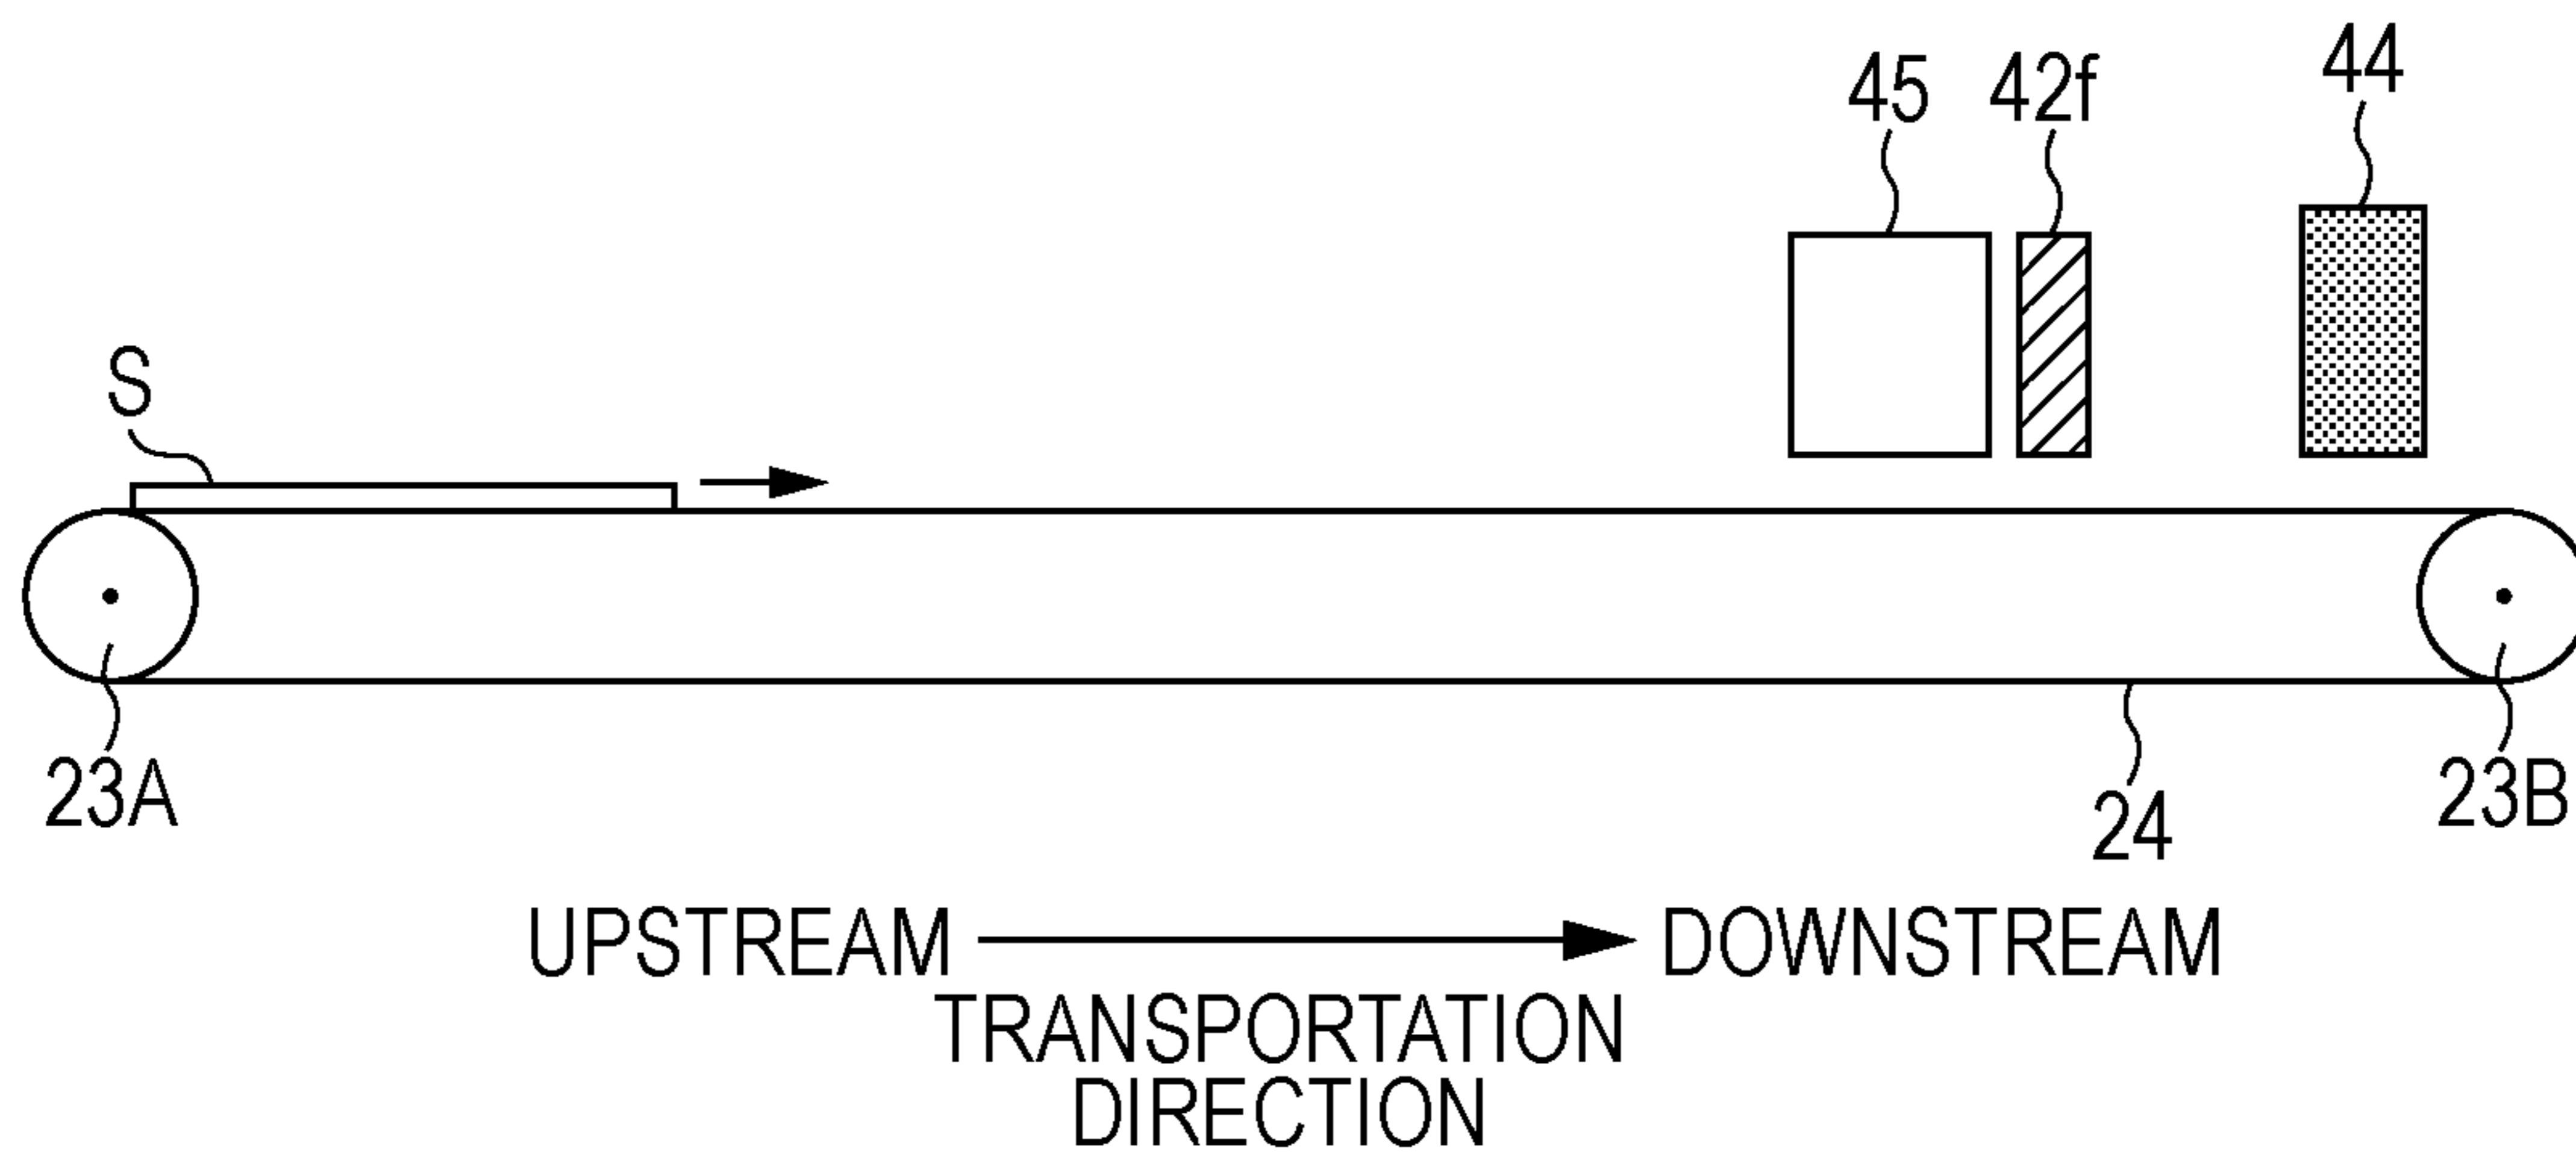 44
45 42f
S
23A 23B
24
UPSTREAM DOWNSTREAM
TRANSPORTATION
DIRECTION